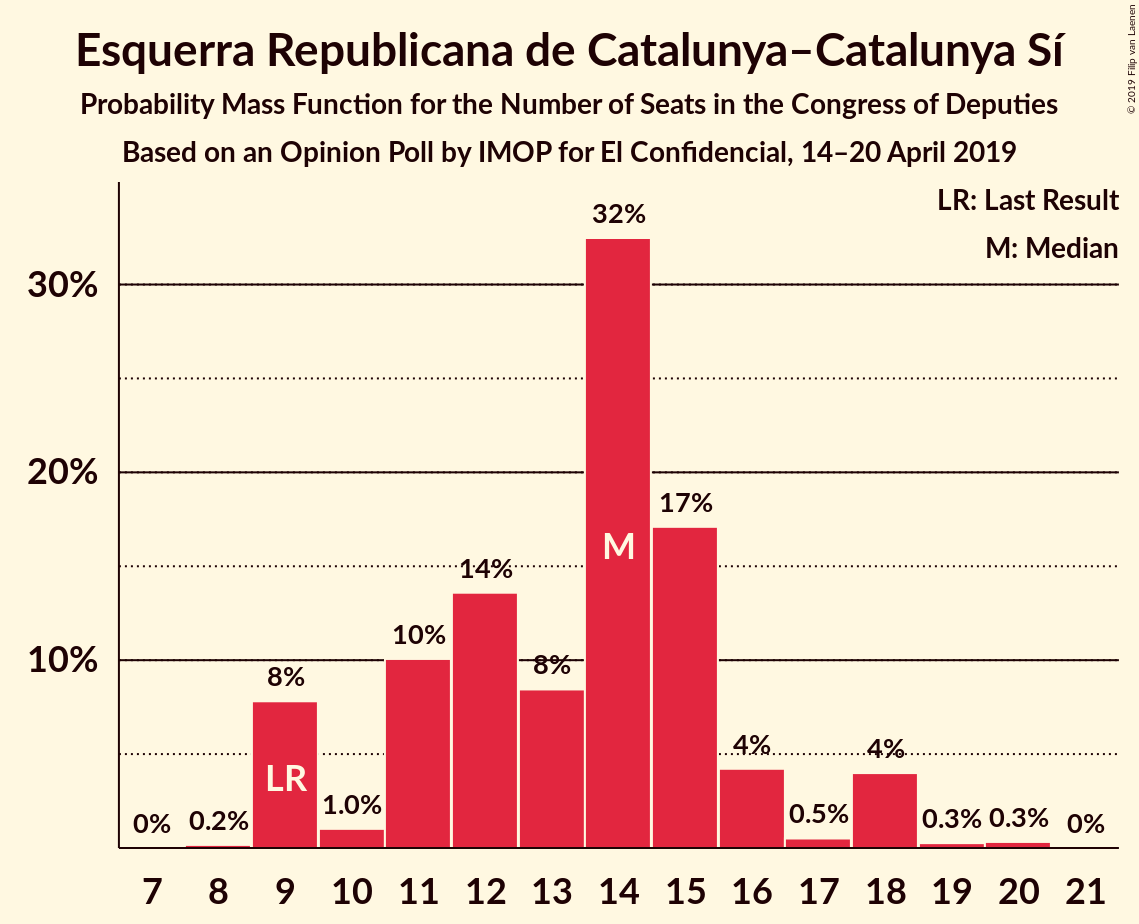 Esquerra Republicana de Catalunya–Catalunya Sí
Probability Mass Function for the Number of Seats in the Congress of Deputies
Based on an Opinion Poll by IMOP for El Confidencial, 14–20 April 2019
© 2019 Filip van Laenen
LR: Last Result
M: Median
30%
20%
10%
0%
0.2%
8%
1.0%
10%
14%
8%
32%
17%
4%
0.5%
4%
0.3%
0.3%
0%
LR
M
7 8 9 10 11 12 13 14 15 16 17 18 19 20 21